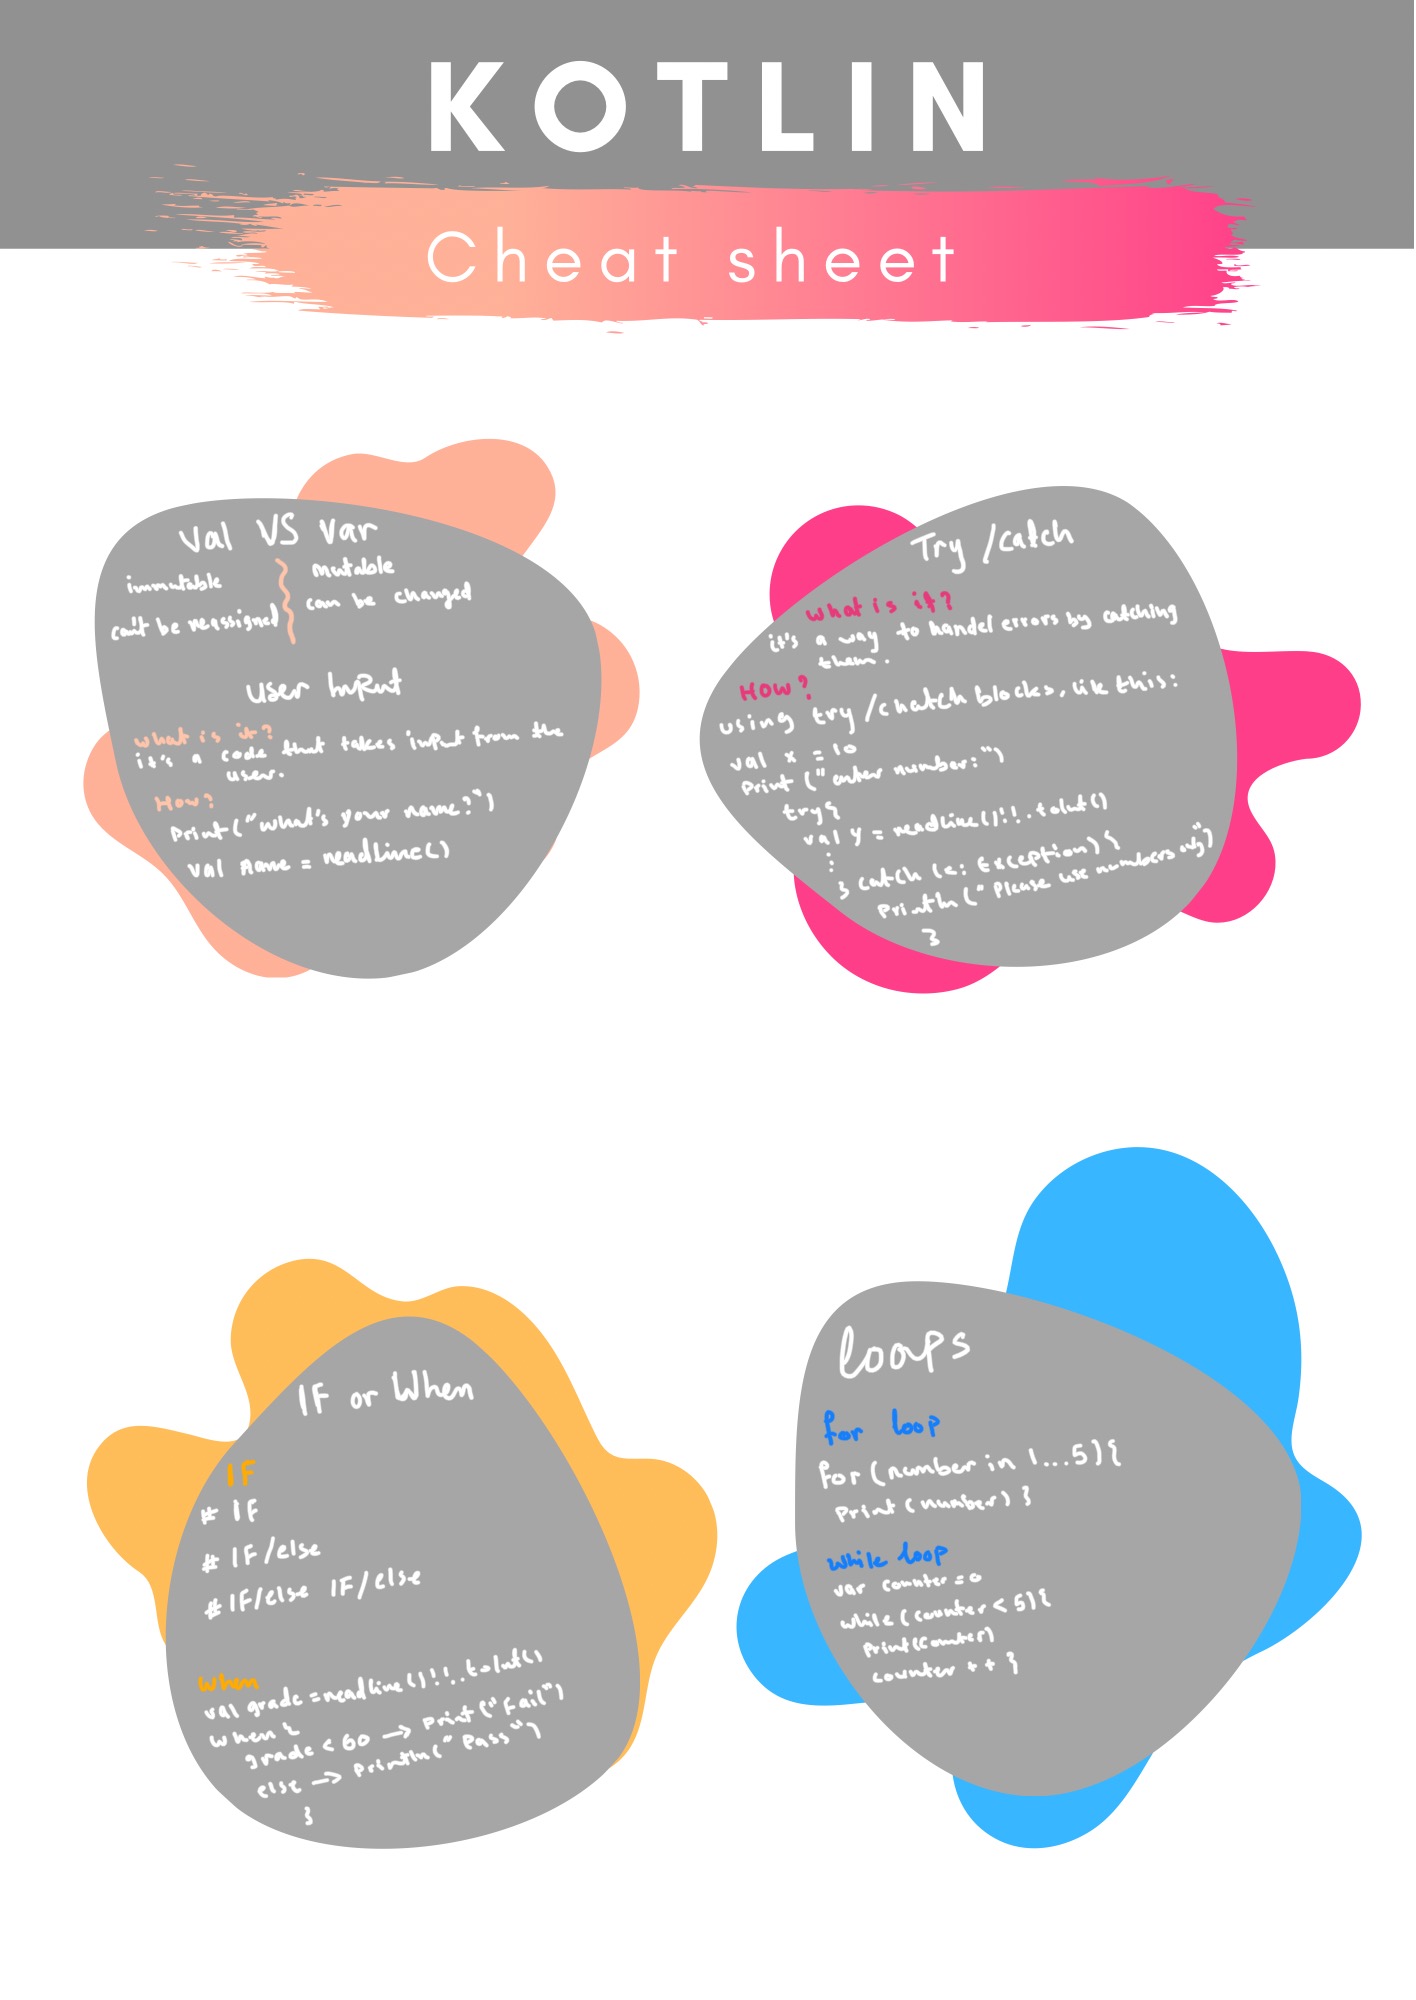 KOTLIN
Cheat sheet
Val VS Var
immutable
can't be reassigned
mutable
can be changed
User Input
what is it?
it's a code that takes input from the
user.
How?
Print("what's your name?")
val name = readline()
Try /catch
what is it?
it's a way to handel errors by catching
them.
How?
using try /chatch blocks, like this:
val x = 10
Print ("enter number:")
try{
val y = readline()!!.toInt()
:
} catch (e: Exception) {
Println ("Please use numbers only")
}
IF or When
IF
# IF
# IF/else
# IF/else IF/else
When
val grade = readline()!!..toInt()
when {
grade < 60 —> Print ("Fail")
else —> Println("Pass")
}
loops
for loop
for (number in 1...5){
Print (number) }
while loop
var counter = 0
while (counter < 5){
Print(counter)
counter ++ }